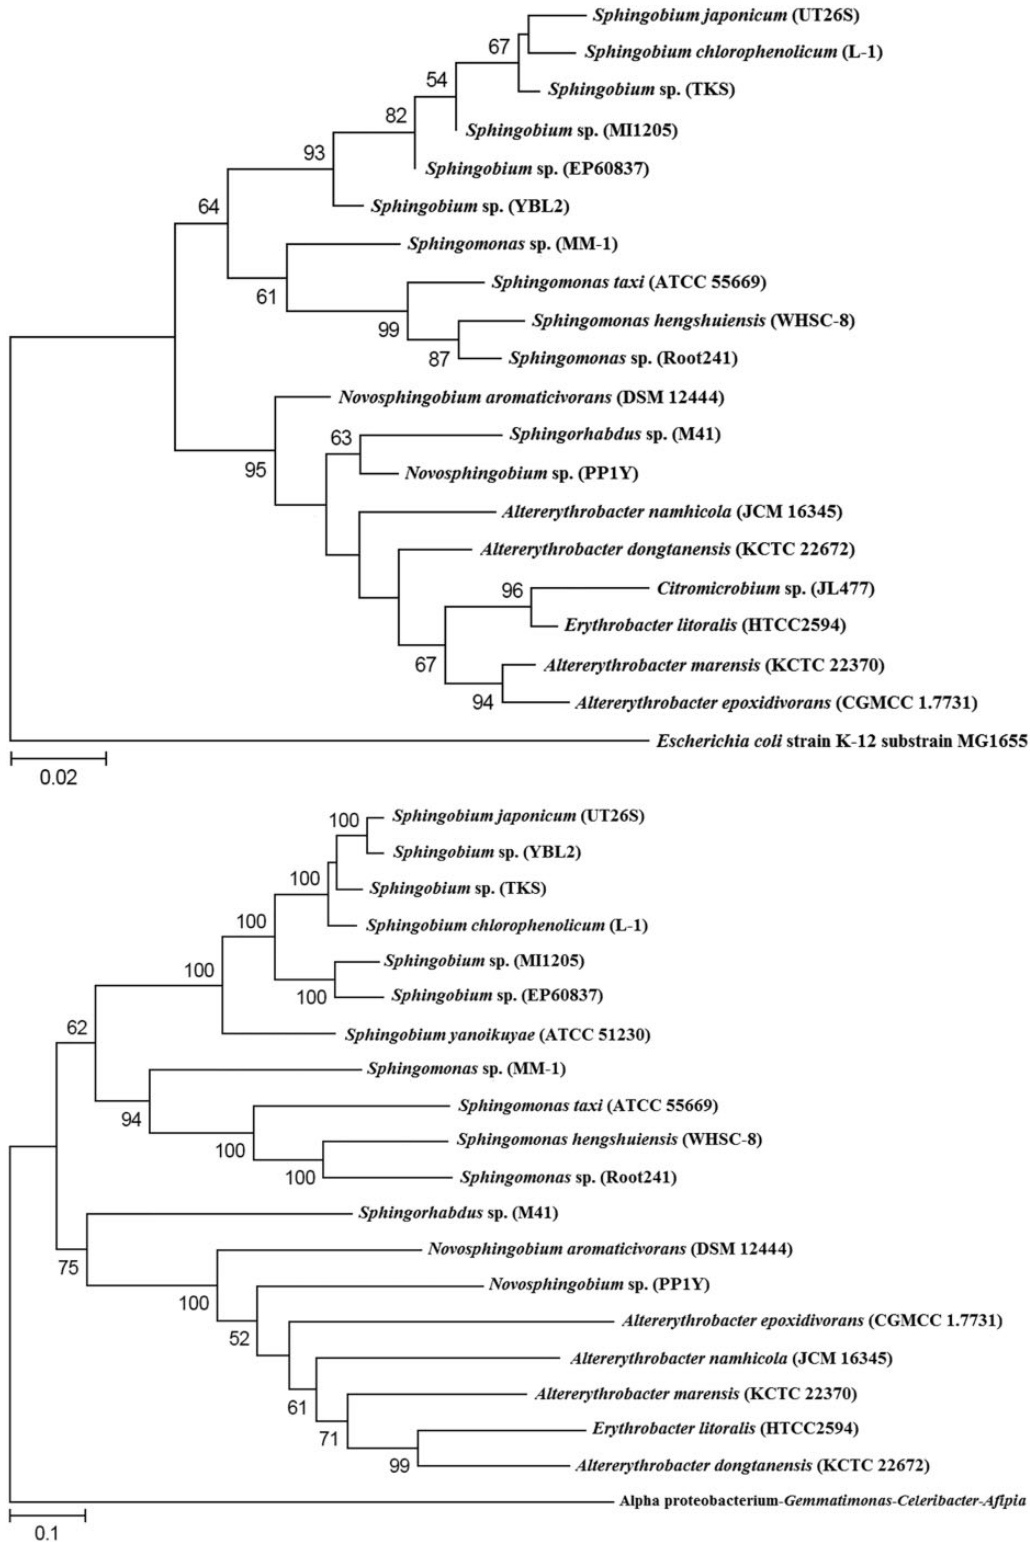 Sphingobium japonicum (UT26S)
67
Sphingobium chlorophenolicum (L-1)
54
Sphingobium sp. (TKS)
82
Sphingobium sp. (MI1205)
93
Sphingobium sp. (EP60837)
64
Sphingobium sp. (YBL2)
Sphingomonas sp. (MM-1)
Sphingomonas taxi (ATCC 55669)
61
Sphingomonas hengshuiensis (WHSC-8)
99
87
Sphingomonas sp. (Root241)
Novosphingobium aromaticivorans (DSM 12444)
63
Sphingorhabdus sp. (M41)
95
Novosphingobium sp. (PP1Y)
Altererythrobacter namhicola (JCM 16345)
Altererythrobacter dongtanensis (KCTC 22672)
96
Citromicrobium sp. (JL477)
Erythrobacter litoralis (HTCC2594)
67
Altererythrobacter marensis (KCTC 22370)
94
Altererythrobacter epoxidivorans (CGMCC 1.7731)
Escherichia coli strain K-12 substrain MG1655
0.02
Sphingobium japonicum (UT26S)
100
Sphingobium sp. (YBL2)
100
Sphingobium sp. (TKS)
100
Sphingobium chlorophenolicum (L-1)
100
Sphingobium sp. (MI1205)
100
Sphingobium sp. (EP60837)
62
Sphingobium yanoikuyae (ATCC 51230)
Sphingomonas sp. (MM-1)
94
Sphingomonas taxi (ATCC 55669)
100
Sphingomonas hengshuiensis (WHSC-8)
100
Sphingomonas sp. (Root241)
Sphingorhabdus sp. (M41)
75
Novosphingobium aromaticivorans (DSM 12444)
100
Novosphingobium sp. (PP1Y)
52
Altererythrobacter epoxidivorans (CGMCC 1.7731)
Altererythrobacter namhicola (JCM 16345)
61
Altererythrobacter marensis (KCTC 22370)
71
Erythrobacter litoralis (HTCC2594)
99
Altererythrobacter dongtanensis (KCTC 22672)
Alpha proteobacterium-Gemmatimonas-Celeribacter-Afipia
0.1